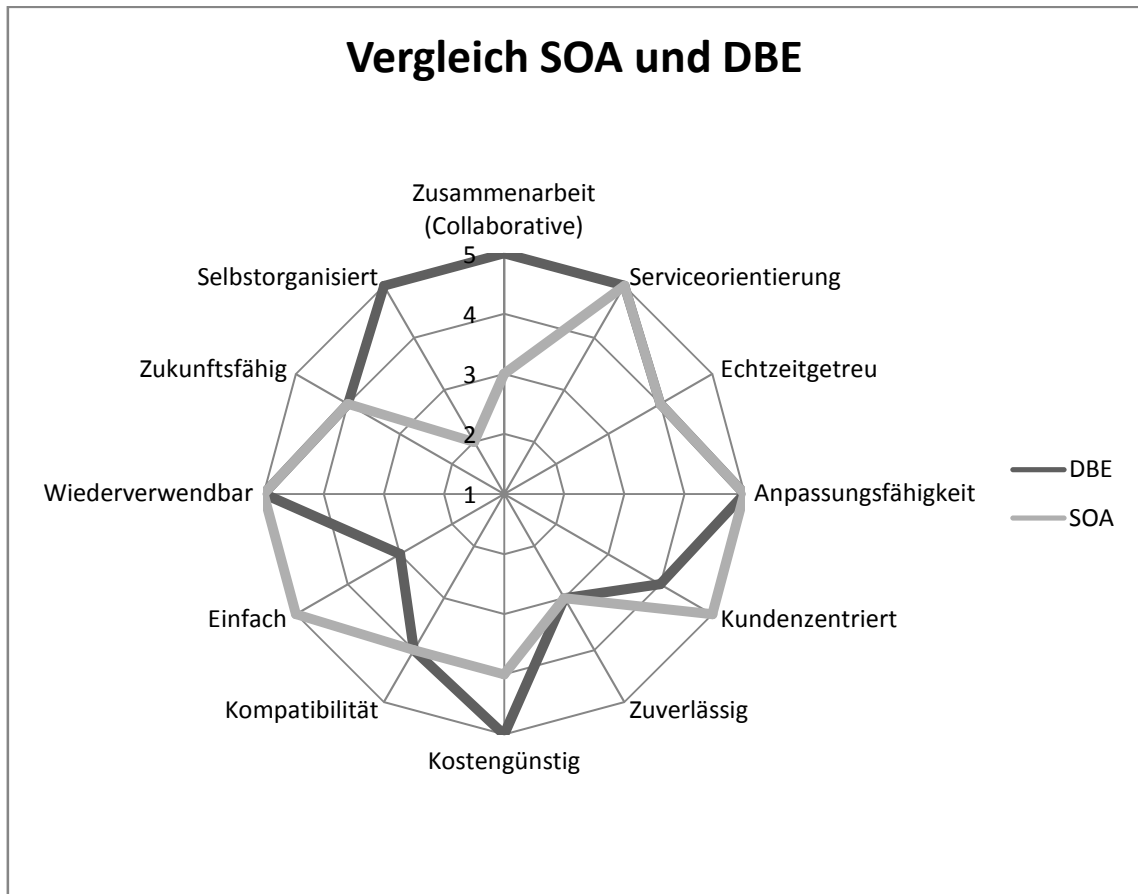 Vergleich SOA und DBE
Zusammenarbeit
(Collaborative)
Serviceorientierung
Echtzeitgetreu
Anpassungsfähigkeit
Kundenzentriert
Zuverlässig
Kostengünstig
Kompatibilität
Einfach
Wiederverwendbar
Zukunftsfähig
Selbstorganisiert
5
4
3
2
1
DBE
SOA